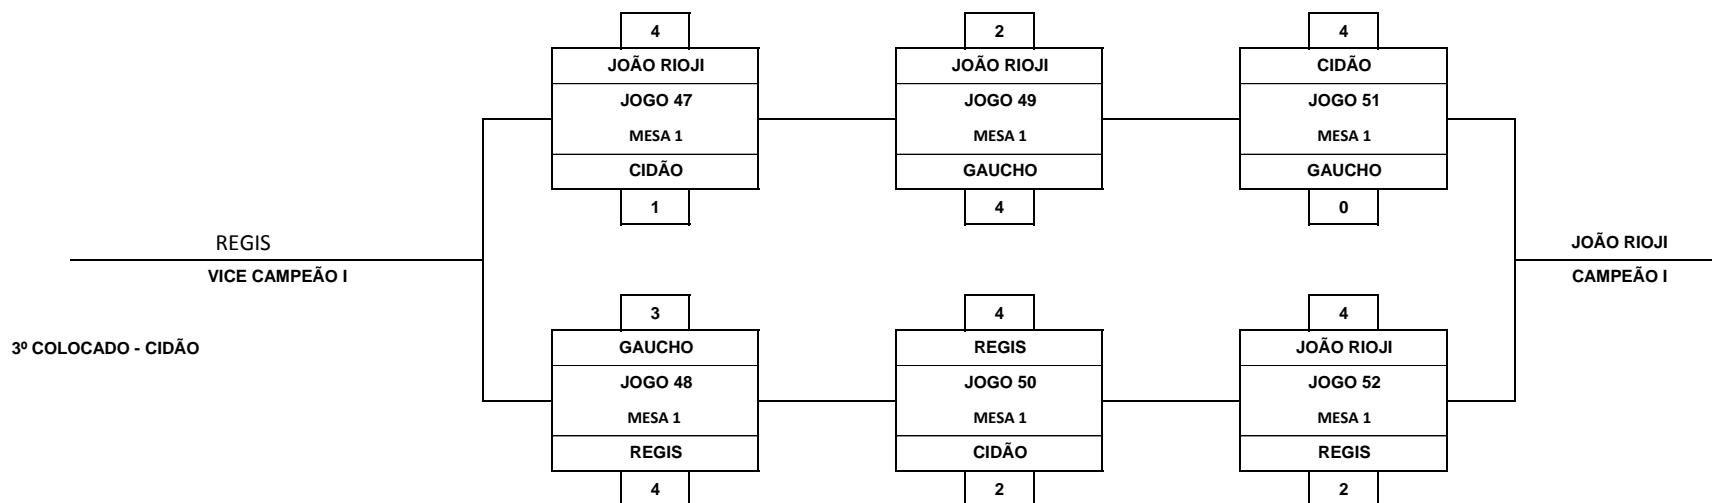 4
JOÃO RIOJI
JOGO 47
MESA 1
CIDÃO
1
2
JOÃO RIOJI
JOGO 49
MESA 1
GAUCHO
4
4
CIDÃO
JOGO 51
MESA 1
GAUCHO
0
REGIS
VICE CAMPEÃO I
JOÃO RIOJI
CAMPEÃO I
3º COLOCADO - CIDÃO
3
GAUCHO
JOGO 48
MESA 1
REGIS
4
4
REGIS
JOGO 50
MESA 1
CIDÃO
2
4
JOÃO RIOJI
JOGO 52
MESA 1
REGIS
2